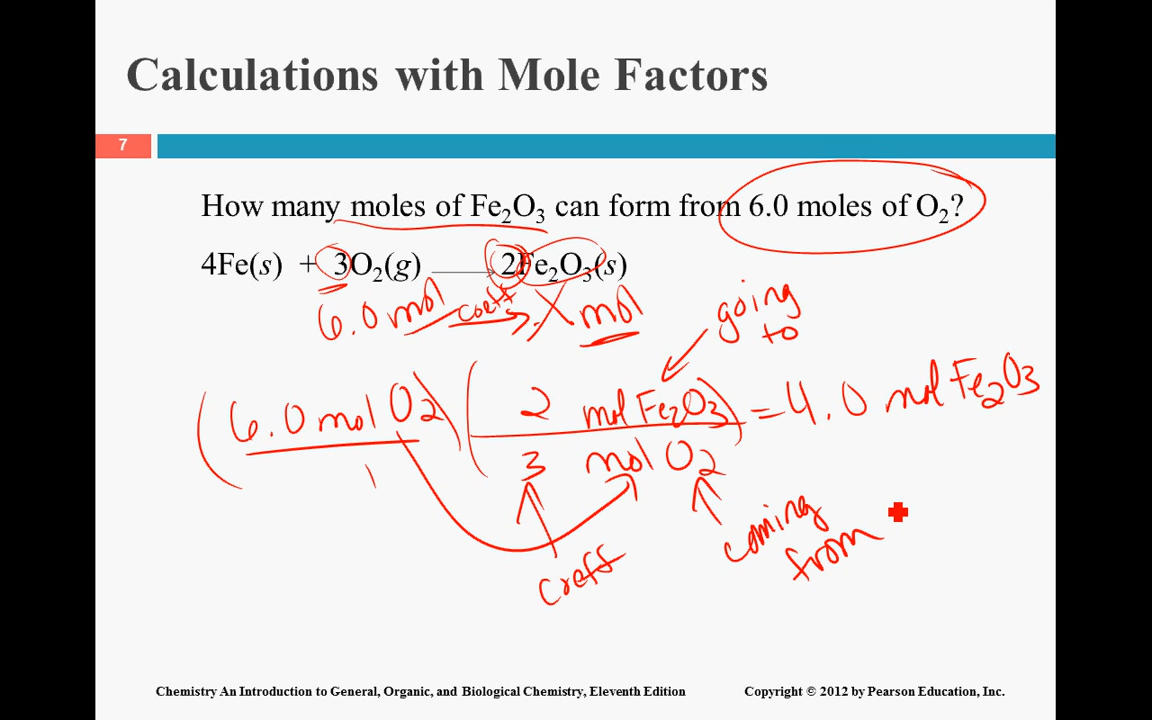 Calculations with Mole Factors
7
How many moles of Fe₂O₃ can form from 6.0 moles of O₂?
4Fe(s) + 3O₂(g) ⟶ 2Fe₂O₃(s)
6.0 mol coeff X mol
going
to
(6.0 mol O₂) (2 mol Fe₂O₃) = 4.0 mol Fe₂O₃
1 3 mol O₂
coming
from
coeff
Chemistry An Introduction to General, Organic, and Biological Chemistry, Eleventh Edition Copyright © 2012 by Pearson Education, Inc.